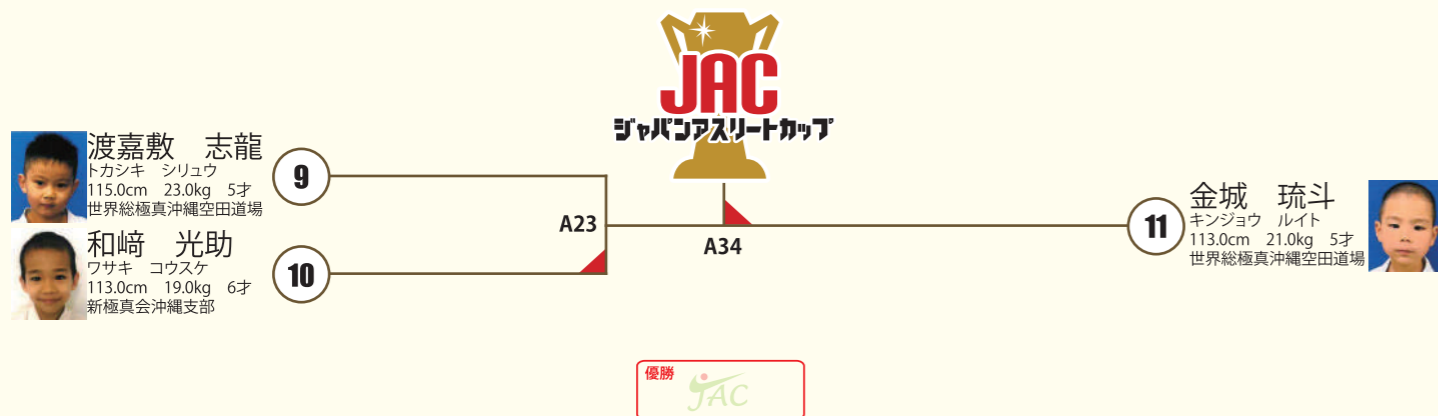 JAC
ジャパンアスリートカップ
渡嘉敷　志龍
トカシキ　シリュウ
115.0cm　23.0kg　5才
世界総極真沖縄空田道場
9
A23
和﨑　光助
ワサキ　コウスケ
113.0cm　19.0kg　6才
新極真会沖縄支部
10
A34
11
金城　琉斗
キンジョウ　ルイト
113.0cm　21.0kg　5才
世界総極真沖縄空田道場
優勝
JAC